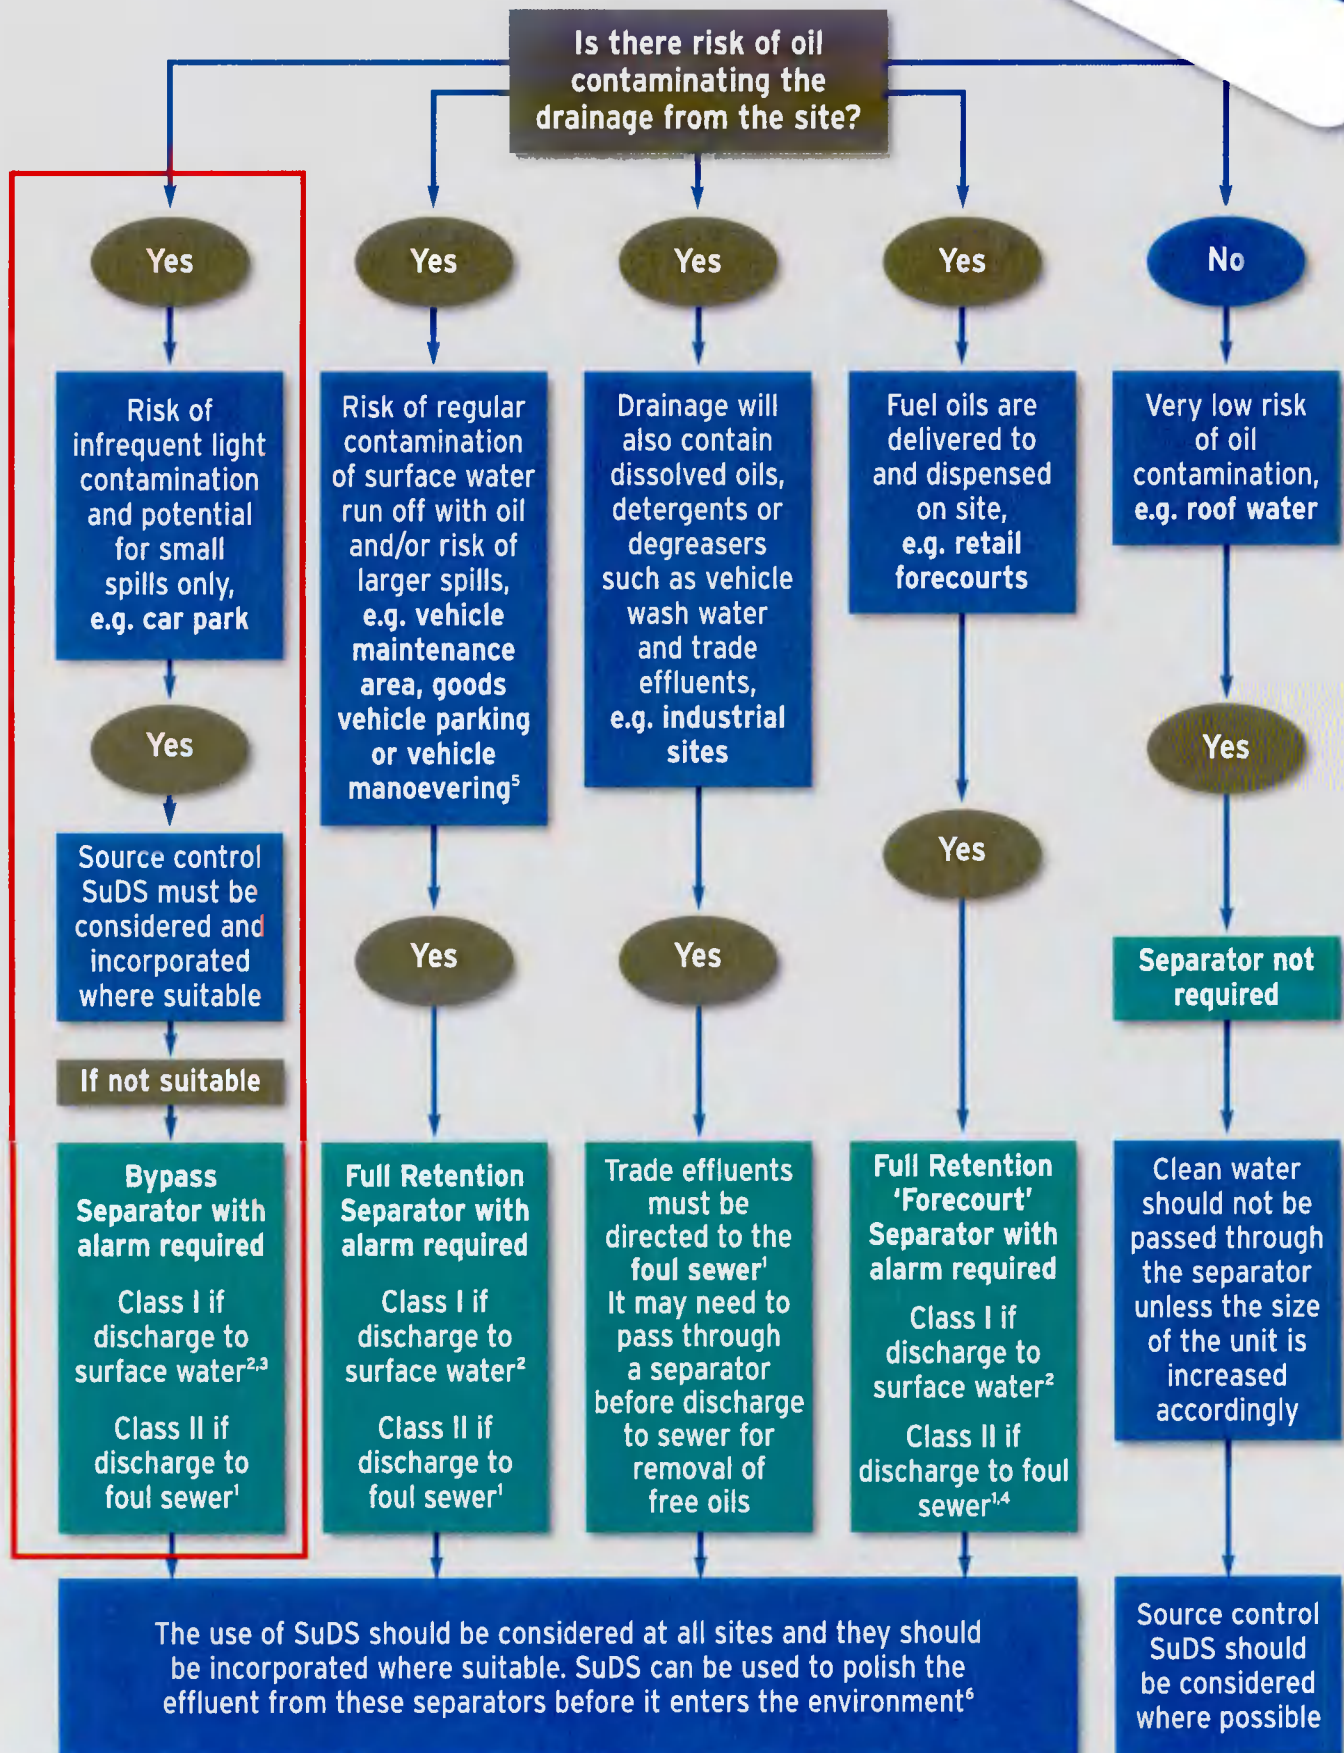 Is there risk of oil
contaminating the
drainage from the site?
Yes
Risk of
infrequent light
contamination
and potential
for small
spills only,
e.g. car park
Yes
Source control
SuDS must be
considered and
incorporated
where suitable
If not suitable
Bypass
Separator with
alarm required
Class I if
discharge to
surface water²,³
Class II if
discharge to
foul sewer¹
Yes
Risk of regular
contamination
of surface water
run off with oil
and/or risk of
larger spills,
e.g. vehicle
maintenance
area, goods
vehicle parking
or vehicle
manoevering⁵
Yes
Full Retention
Separator with
alarm required
Class I if
discharge to
surface water²
Class II if
discharge to
foul sewer¹
Yes
Drainage will
also contain
dissolved oils,
detergents or
degreasers
such as vehicle
wash water
and trade
effluents,
e.g. industrial
sites
Yes
Trade effluents
must be
directed to the
foul sewer¹
It may need to
pass through
a separator
before discharge
to sewer for
removal of
free oils
Yes
Fuel oils are
delivered to
and dispensed
on site,
e.g. retail
forecourts
Yes
Full Retention
'Forecourt'
Separator with
alarm required
Class I if
discharge to
surface water²
Class II if
discharge to foul
sewer¹,⁴
No
Very low risk
of oil
contamination,
e.g. roof water
Yes
Separator not
required
Clean water
should not be
passed through
the separator
unless the size
of the unit is
increased
accordingly
The use of SuDS should be considered at all sites and they should
be incorporated where suitable. SuDS can be used to polish the
effluent from these separators before it enters the environment⁶
Source control
SuDS should
be considered
where possible